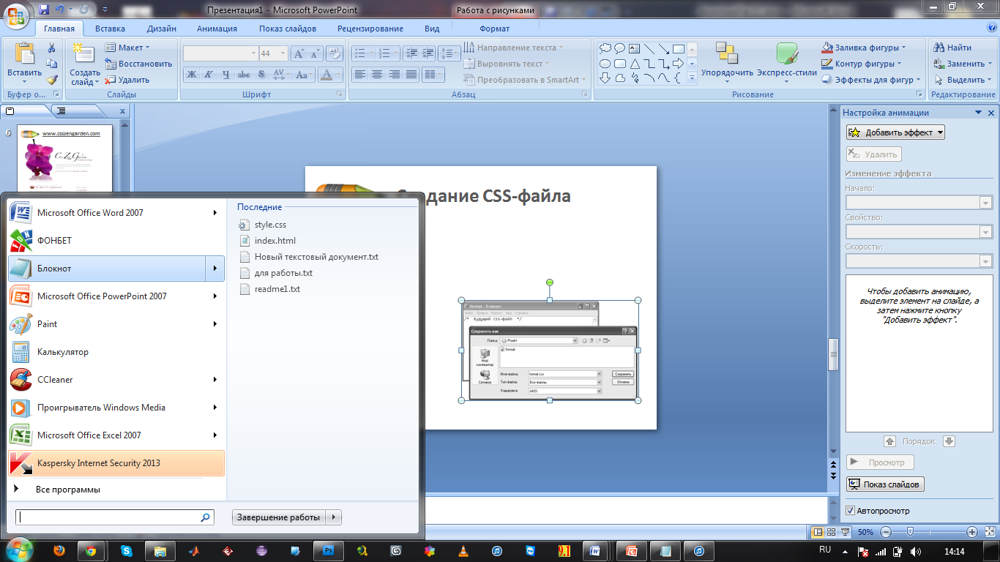 Презентация1 - Microsoft PowerPoint
Работа с рисунками
Главная
Вставка
Дизайн
Анимация
Показ слайдов
Рецензирование
Вид
Формат
Вставить
Буфер о...
Создать слайд
Макет
Восстановить
Удалить
Слайды
44
Ж К Ч abc S AV Aa А
Шрифт
Направление текста
Выровнять текст
Преобразовать в SmartArt
Абзац
Упорядочить
Экспресс-стили
Заливка фигуры
Контур фигуры
Эффекты для фигур
Рисование
Найти
Заменить
Выделить
Редактирование
6
www.csszengarden.com
дание CSS-файла
format - Блокнот
Файл Правка Формат Вид Справка
/* Будущий css-файл */
Сохранить как
Папка:
Proekt
format
Мой компьютер
Сетевое
Имя файла:
format.css
Сохранить
Тип файла:
Все файлы
Отмена
Кодировка:
ANSI
Настройка анимации
Добавить эффект
Удалить
Изменение эффекта
Начало:
Свойство:
Скорость:
Чтобы добавить анимацию,
выделите элемент на слайде, а
затем нажмите кнопку
"Добавить эффект".
Порядок
Просмотр
Показ слайдов
Автопросмотр
50%
Microsoft Office Word 2007
ФОНБЕТ
Блокнот
Microsoft Office PowerPoint 2007
Paint
Калькулятор
CCleaner
Проигрыватель Windows Media
Microsoft Office Excel 2007
Kaspersky Internet Security 2013
Все программы
Последние
style.css
index.html
Новый текстовый документ.txt
для работы.txt
readme1.txt
Завершение работы
RU
14:14